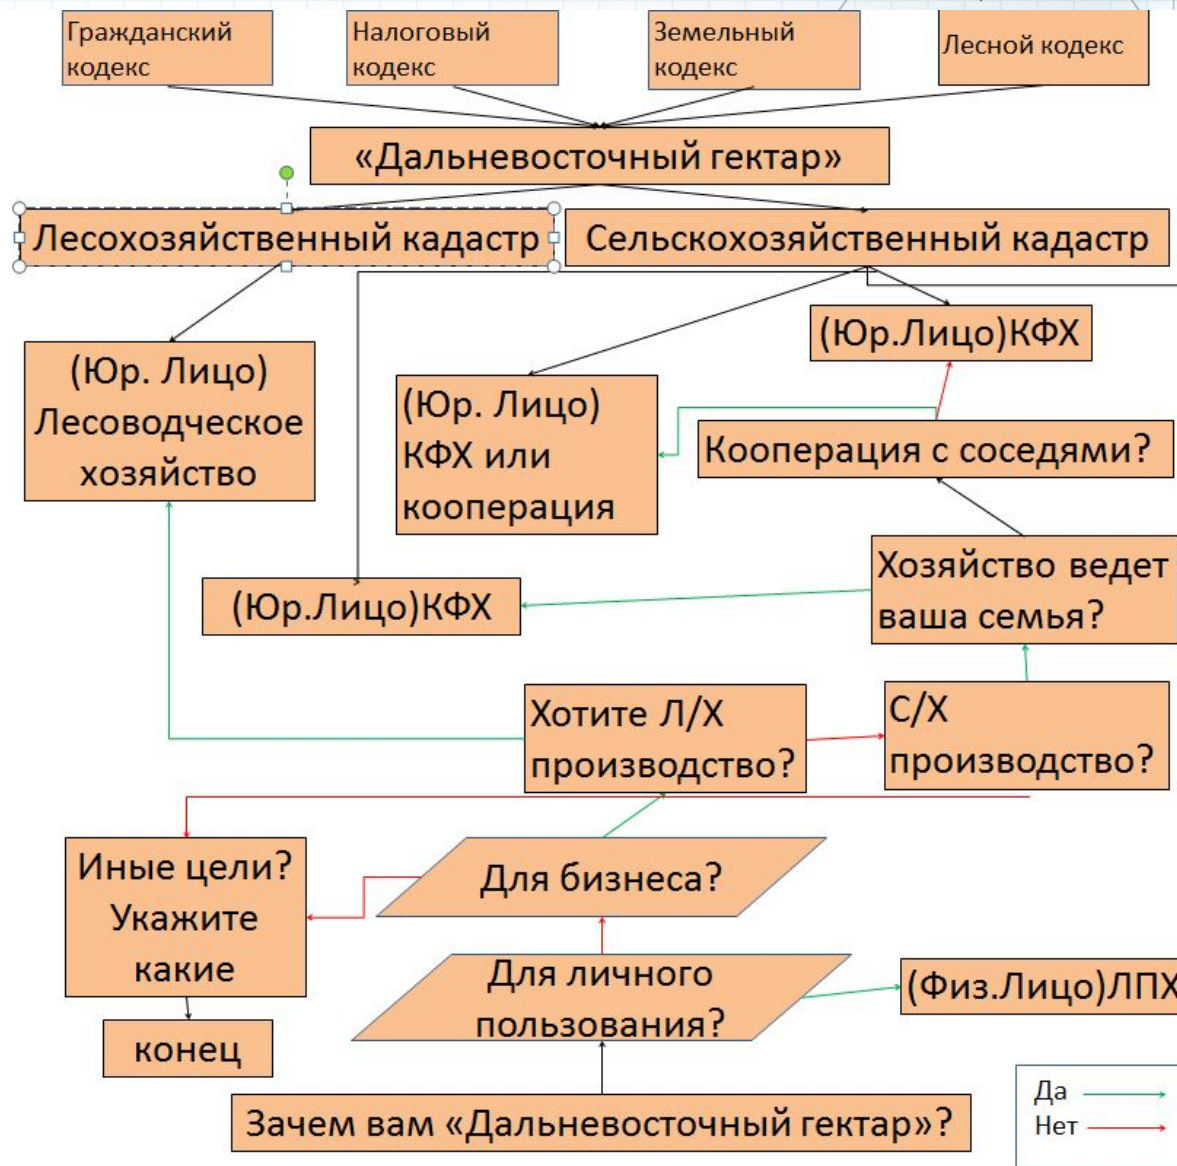 Гражданский
кодекс
Налоговый
кодекс
Земельный
кодекс
Лесной кодекс
«Дальневосточный гектар»
Лесохозяйственный кадастр
Сельскохозяйственный кадастр
(Юр.Лицо)КФХ
(Юр. Лицо)
Лесоводческое
хозяйство
(Юр. Лицо)
КФХ или
кооперация
Кооперация с соседями?
Хозяйство ведет
ваша семья?
(Юр.Лицо)КФХ
Хотите Л/Х
производство?
С/Х
производство?
Иные цели?
Укажите
какие
Для бизнеса?
Для личного
пользования?
(Физ.Лицо)ЛПХ
конец
Зачем вам «Дальневосточный гектар»?
Да
Нет